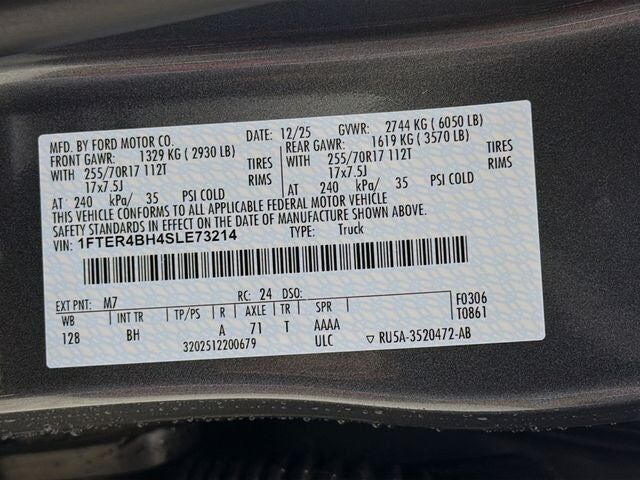 MFD. BY FORD MOTOR CO. DATE: 12/25 GVWR: 2744 KG ( 6050 LB)
FRONT GAWR: 1329 KG ( 2930 LB) REAR GAWR: 1619 KG ( 3570 LB)
WITH 255/70R17 112T TIRES WITH 255/70R17 112T TIRES
17x7.5J RIMS 17x7.5J RIMS
AT 240 kPa/ 35 PSI COLD AT 240 kPa/ 35 PSI COLD
THIS VEHICLE CONFORMS TO ALL APPLICABLE FEDERAL MOTOR VEHICLE
SAFETY STANDARDS IN EFFECT ON THE DATE OF MANUFACTURE SHOWN ABOVE.
VIN: 1FTER4BH4SLE73214 TYPE: Truck
EXT PNT: M7 RC: 24 DSO: F0306
WB INT TR TP/PS R AXLE TR SPR T0861
128 BH A 71 T AAAA
3202512200679 ULC ▽ RU5A-3520472-AB